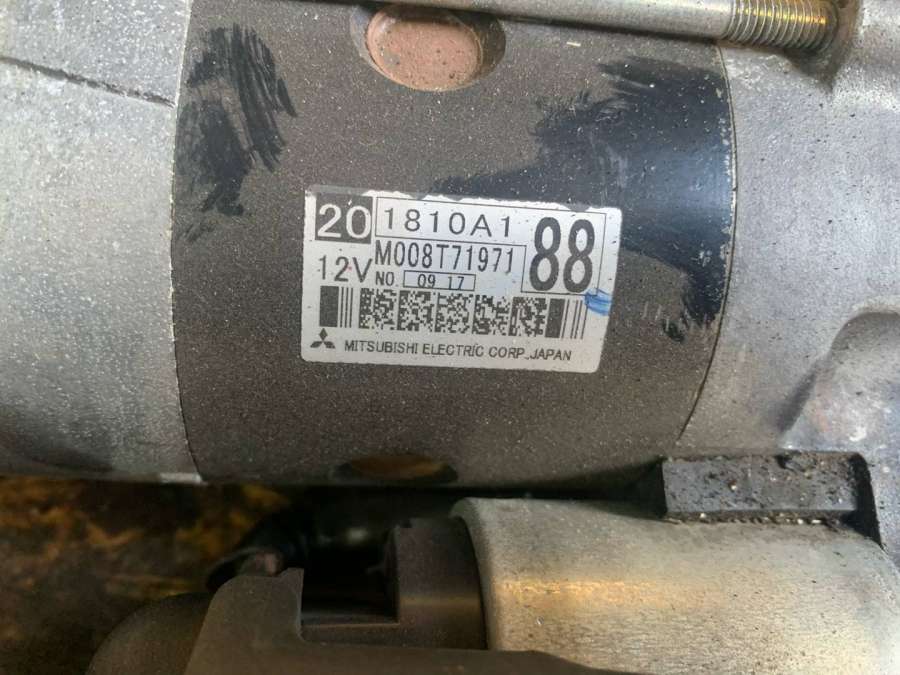 20 1810A1 88
12V M008T71971
NO. 09 17
MITSUBISHI ELECTRIC CORP., JAPAN